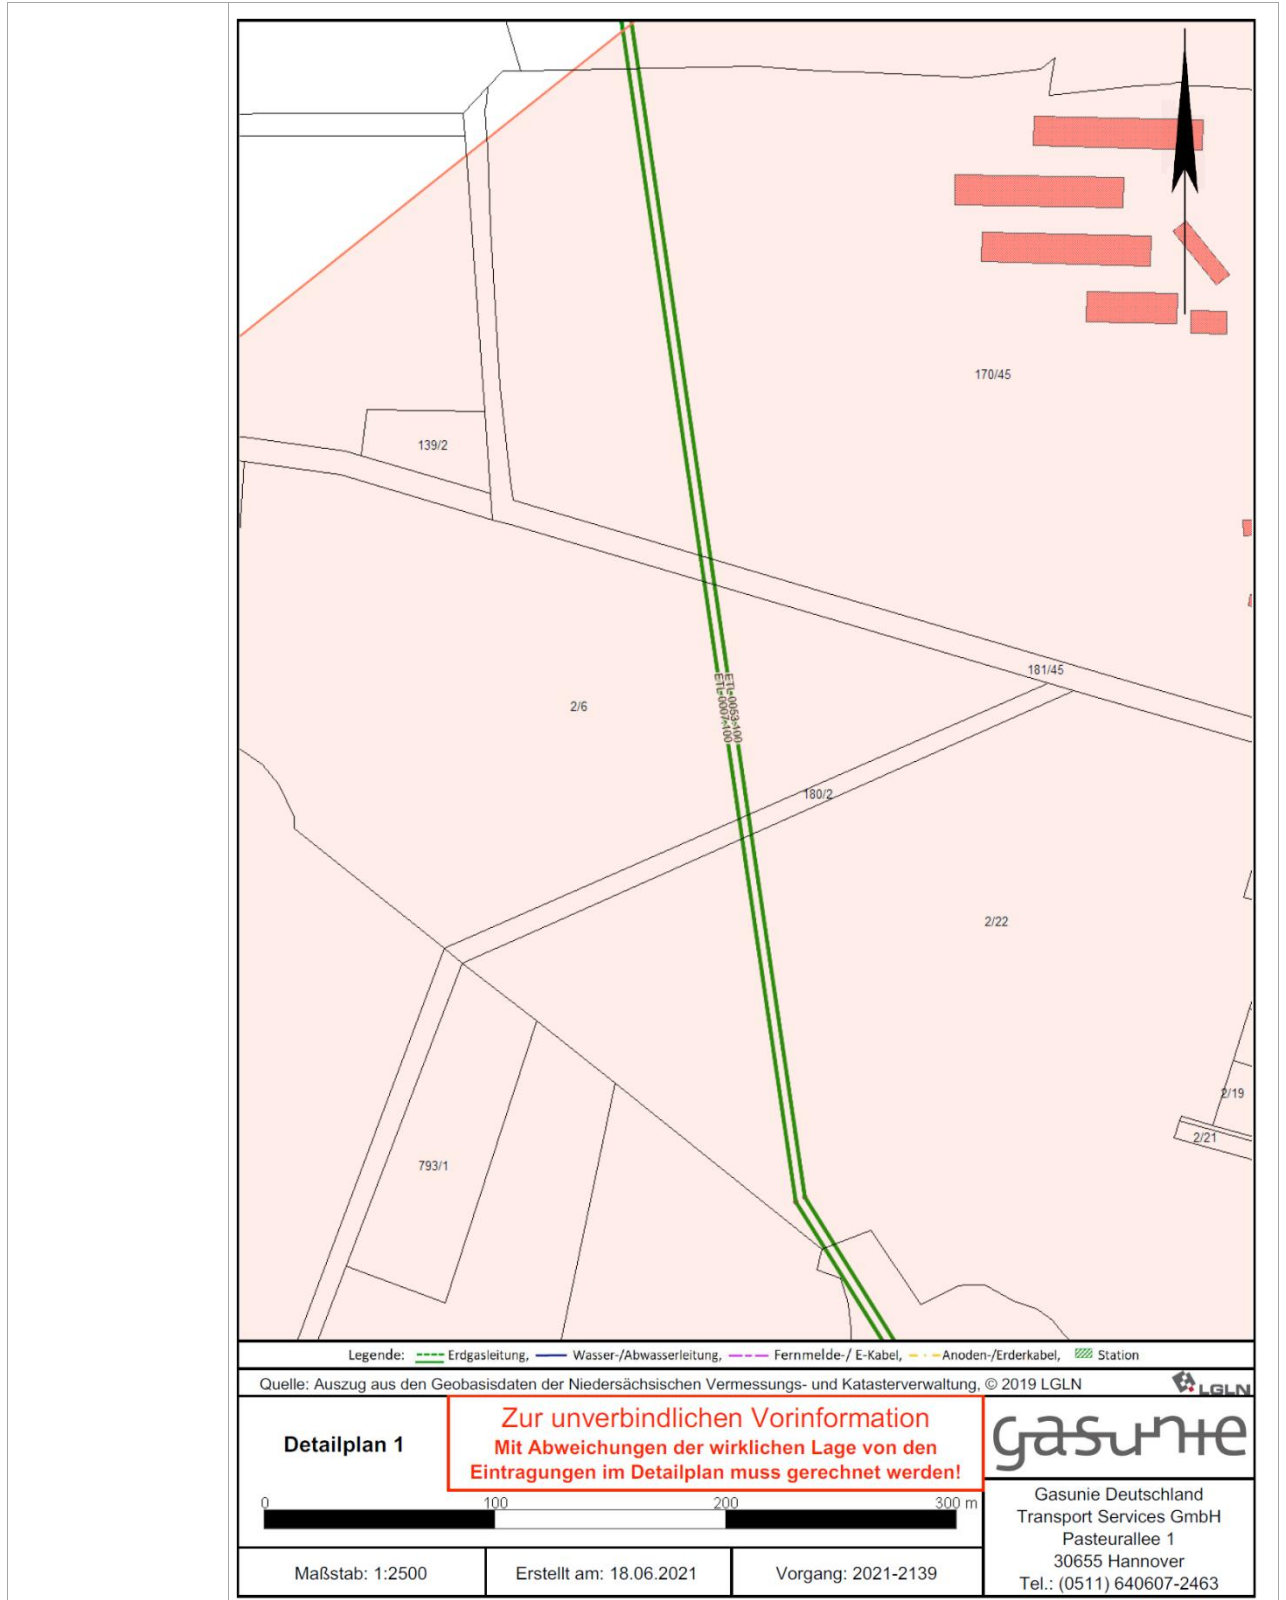 170/45
139/2
181/45
2/6
ETL-0053-100
ETL-0007-100
180/2
2/22
2/19
2/21
793/1
Legende: Erdgasleitung, Wasser-/Abwasserleitung, Fernmelde-/ E-Kabel, Anoden-/Erderkabel, Station
Quelle: Auszug aus den Geobasisdaten der Niedersächsischen Vermessungs- und Katasterverwaltung, © 2019 LGLN
LGLN
Detailplan 1
Zur unverbindlichen Vorinformation
Mit Abweichungen der wirklichen Lage von den
Eintragungen im Detailplan muss gerechnet werden!
gasunie
0 100 200 300 m
Gasunie Deutschland
Transport Services GmbH
Pasteurallee 1
30655 Hannover
Tel.: (0511) 640607-2463
Maßstab: 1:2500
Erstellt am: 18.06.2021
Vorgang: 2021-2139